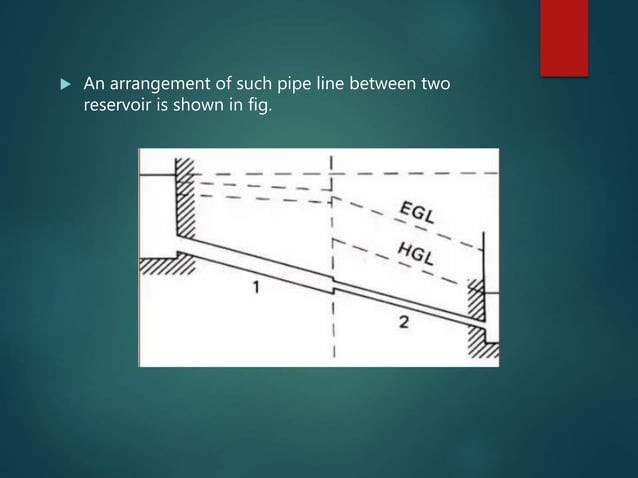 An arrangement of such pipe line between two
reservoir is shown in fig.
EGL
HGL
1
2